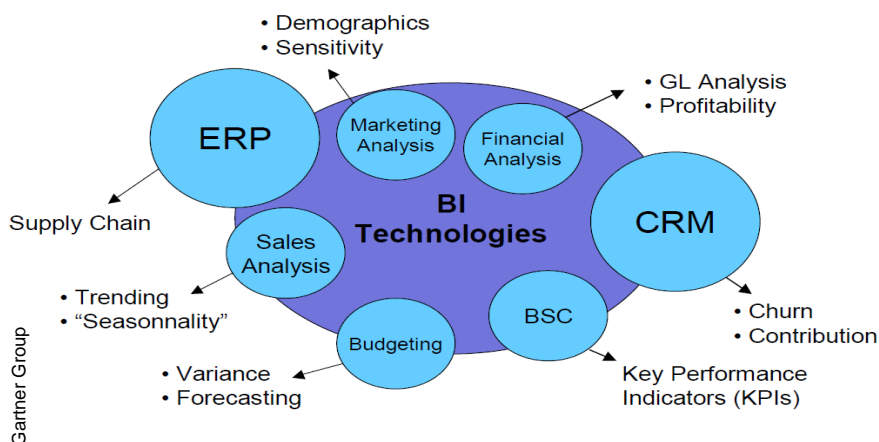 • Demographics
• Sensitivity
• GL Analysis
• Profitability
ERP
Marketing
Analysis
Financial
Analysis
BI
Technologies
CRM
Supply Chain
Sales
Analysis
• Trending
• “Seasonnality”
Budgeting
BSC
• Churn
• Contribution
• Variance
• Forecasting
Key Performance
Indicators (KPIs)
Gartner Group